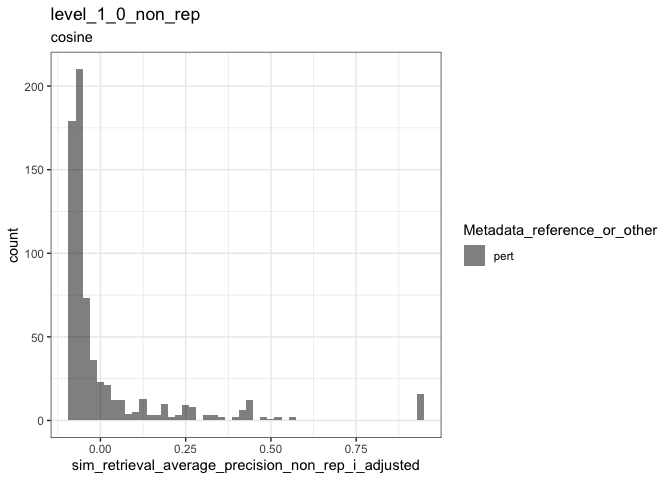 level_1_0_non_rep
cosine
200
150
100
50
0
count
0.00 0.25 0.50 0.75
sim_retrieval_average_precision_non_rep_i_adjusted
Metadata_reference_or_other
pert